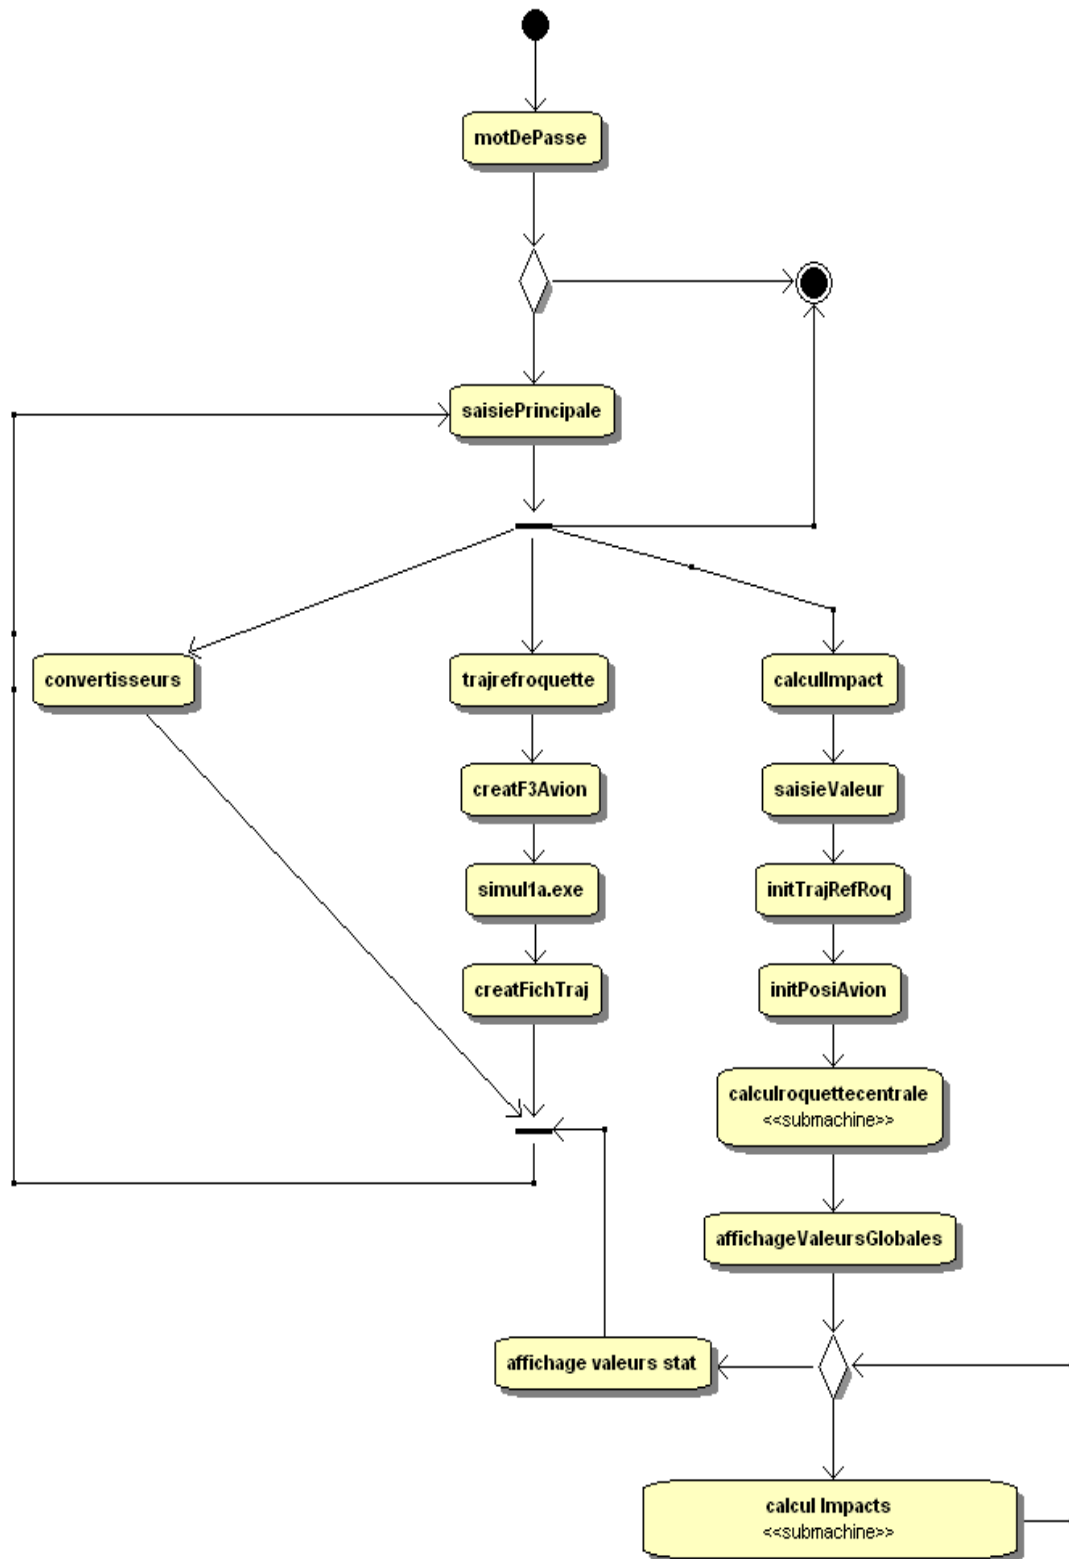 motDePasse
saisiePrincipale
convertisseurs
trajrefroquette
calculImpact
creatF3Avion
saisieValeur
simul1a.exe
initTrajRefRoq
creatFichTraj
initPosiAvion
calculroquettecentrale
<<submachine>>
affichageValeursGlobales
affichage valeurs stat
calcul Impacts
<<submachine>>